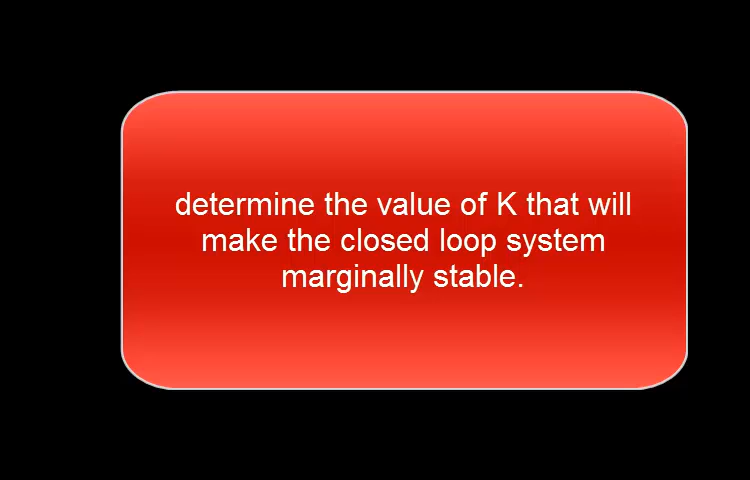 determine the value of K that will
make the closed loop system
marginally stable.